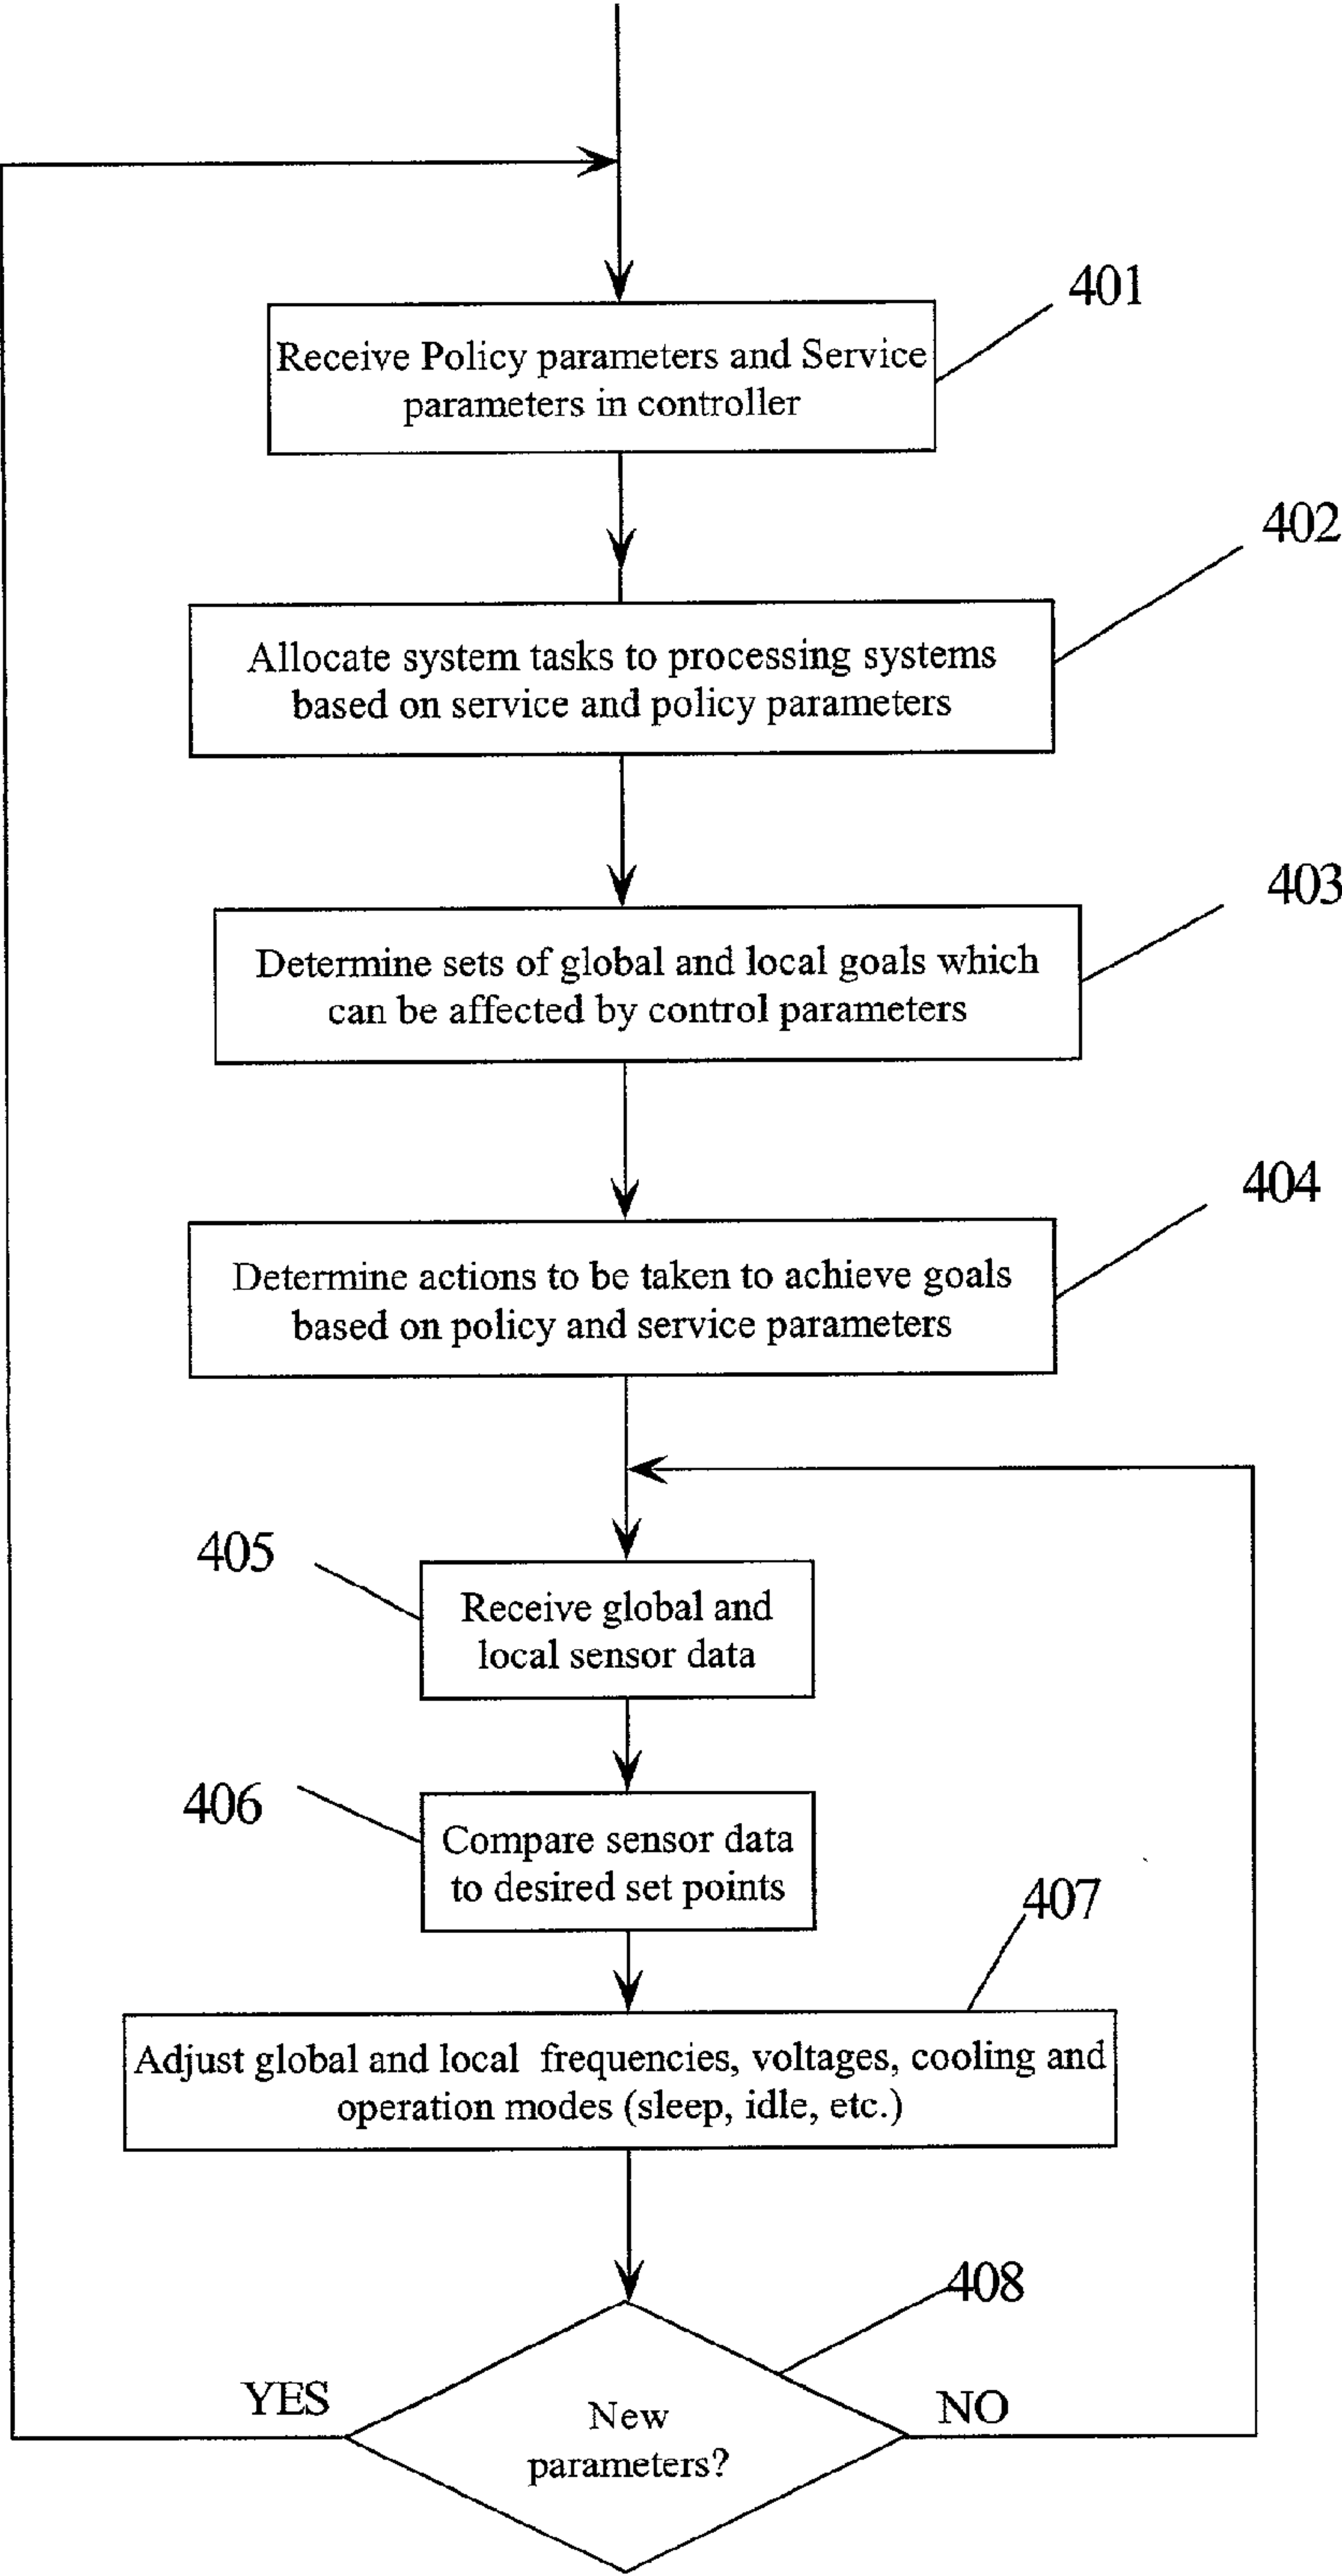 401
Receive Policy parameters and Service
parameters in controller
402
Allocate system tasks to processing systems
based on service and policy parameters
403
Determine sets of global and local goals which
can be affected by control parameters
404
Determine actions to be taken to achieve goals
based on policy and service parameters
405
Receive global and
local sensor data
406
Compare sensor data
to desired set points
407
Adjust global and local frequencies, voltages, cooling and
operation modes (sleep, idle, etc.)
408
YES
New
parameters?
NO